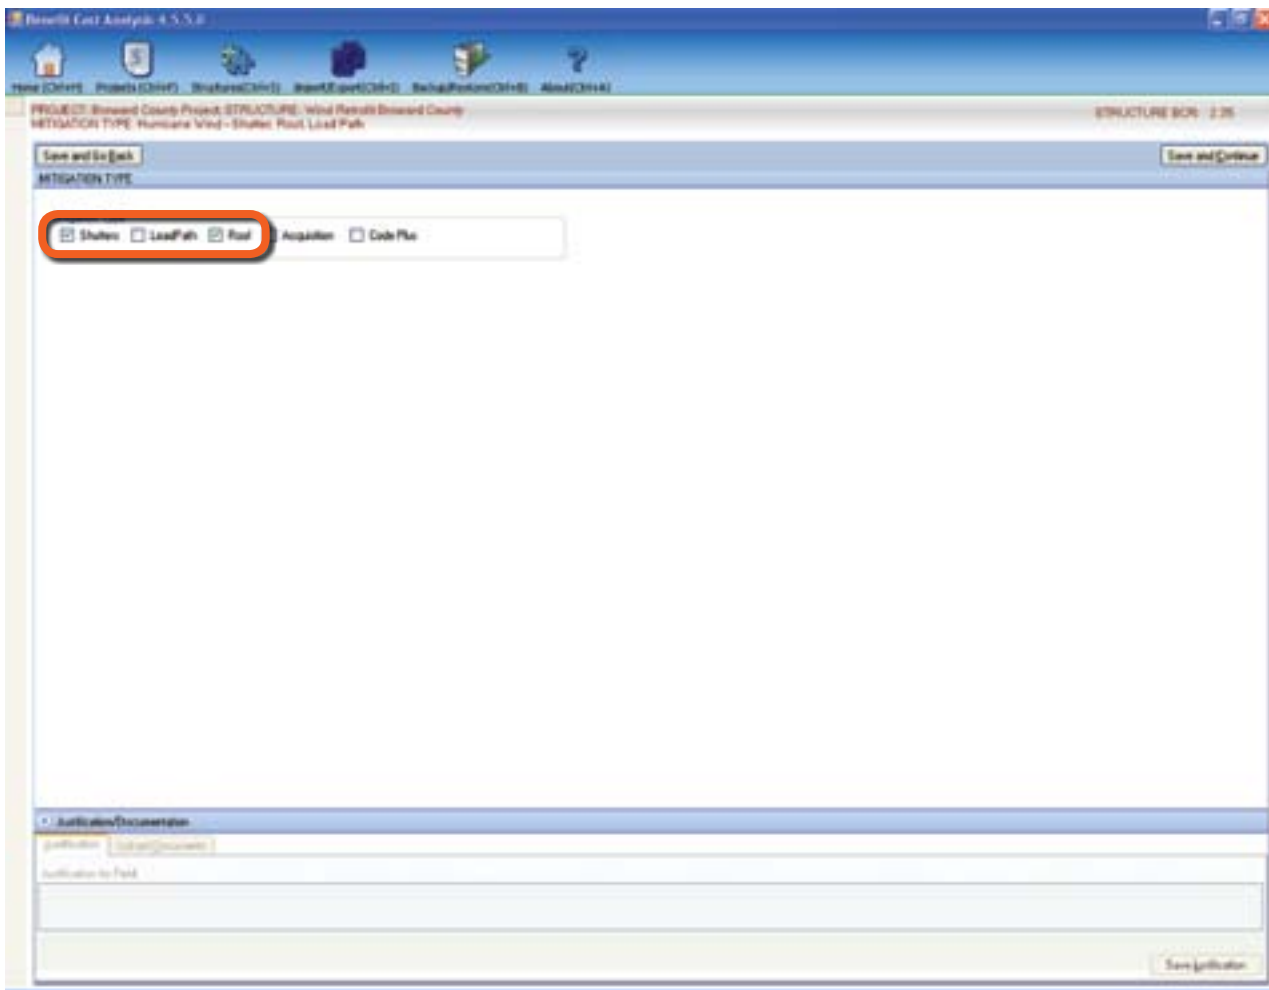 Benefit Cost Analysis 4.5.5.0
Home (Ctrl+H) Projects (Ctrl+P) Structures(Ctrl+S) Import/Export(Ctrl+I) Backup/Restore(Ctrl+B) About(Ctrl+A)
PROJECT: Broward County Project STRUCTURE: Wind Retrofit Broward County
MITIGATION TYPE: Hurricane Wind - Shutter, Roof, Load Path
STRUCTURE BCR: 2.35
Save and Go Back
Save and Continue
MITIGATION TYPE
Shutters LoadPath Roof Acquisition Code Plus
Justification/Documentation
Justification Upload Documents
Justification for Field:
Save Justification